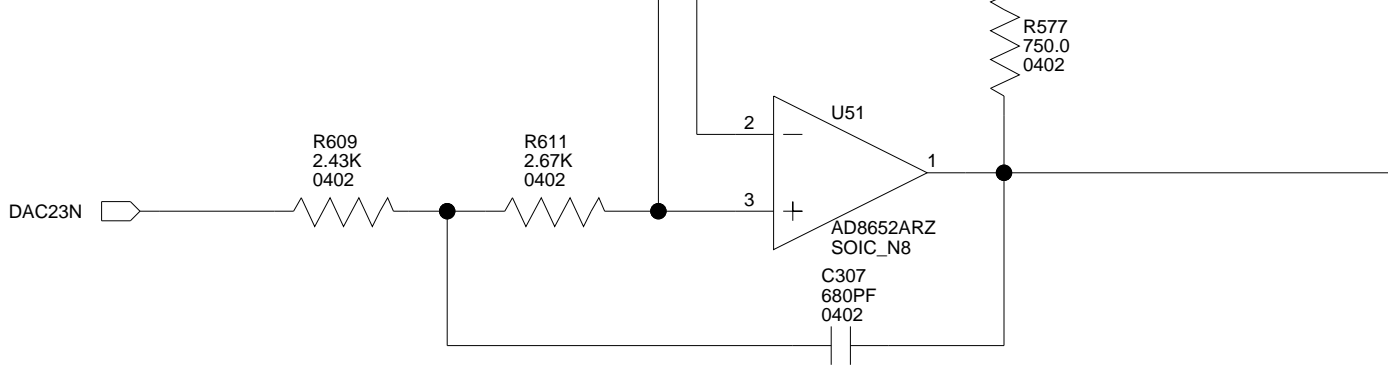 R577
750.0
0402
U51
2
R609
2.43K
0402
R611
2.67K
0402
1
3
DAC23N
AD8652ARZ
SOIC_N8
C307
680PF
0402